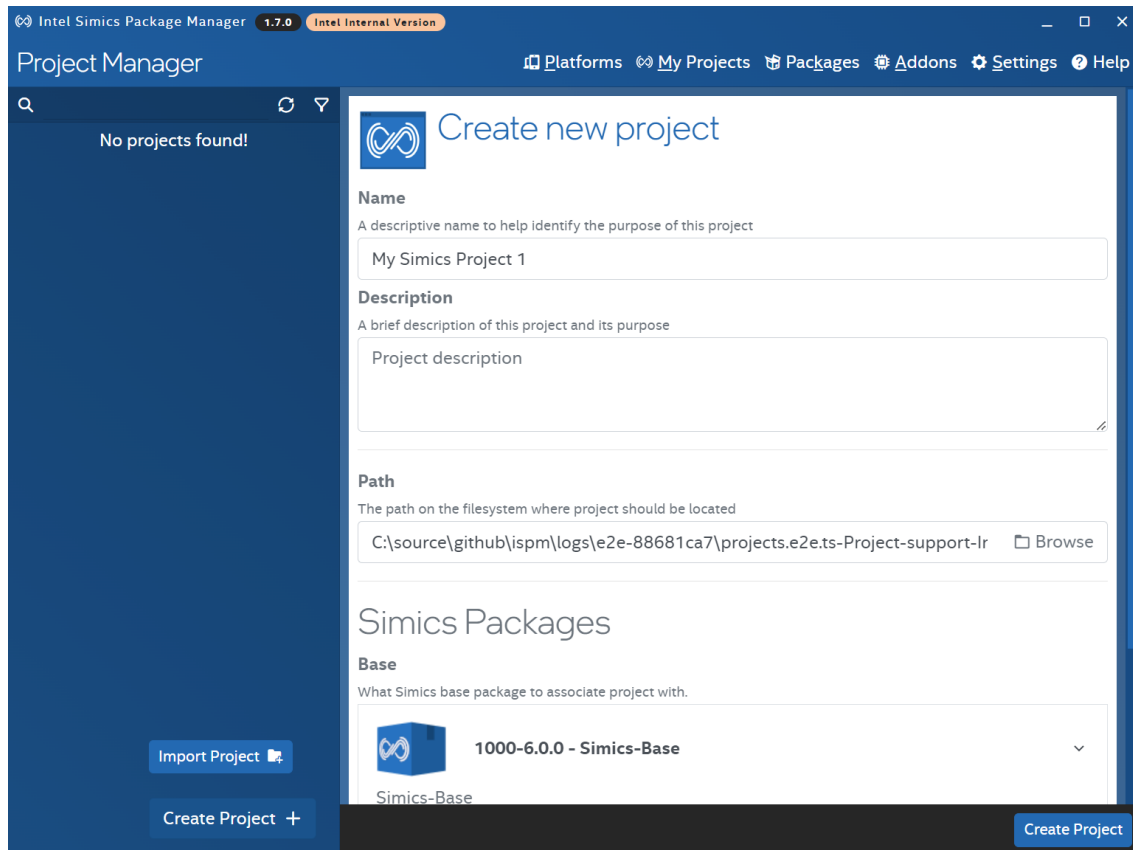 Intel Simics Package Manager 1.7.0 Intel Internal Version
Project Manager
Platforms My Projects Packages Addons Settings Help
No projects found!
Create new project
Name
A descriptive name to help identify the purpose of this project
My Simics Project 1
Description
A brief description of this project and its purpose
Project description
Path
The path on the filesystem where project should be located
C:\source\github\ispm\logs\e2e-88681ca7\projects.e2e.ts-Project-support-Ir Browse
Simics Packages
Base
What Simics base package to associate project with.
1000-6.0.0 - Simics-Base
Simics-Base
Import Project
Create Project +
Create Project